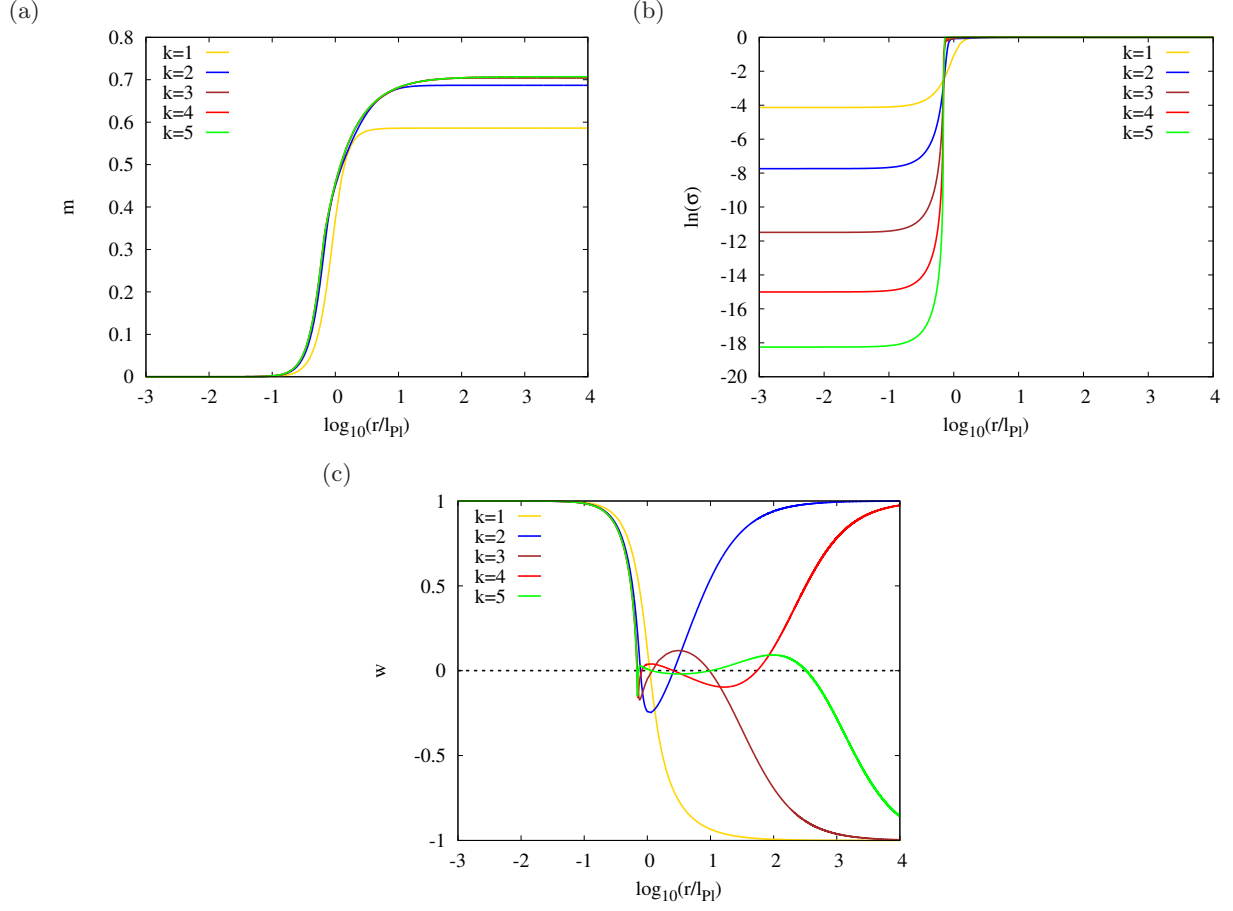 (a)
0.8
0.7
0.6
0.5
0.4
0.3
0.2
0.1
0
m
k=1
k=2
k=3
k=4
k=5
-3 -2 -1 0 1 2 3 4
log10(r/lPl)
(b)
0
-2
-4
-6
-8
-10
-12
-14
-16
-18
-20
ln(σ)
k=1
k=2
k=3
k=4
k=5
-3 -2 -1 0 1 2 3 4
log10(r/lPl)
(c)
1
0.5
0
-0.5
-1
w
k=1
k=2
k=3
k=4
k=5
-3 -2 -1 0 1 2 3 4
log10(r/lPl)